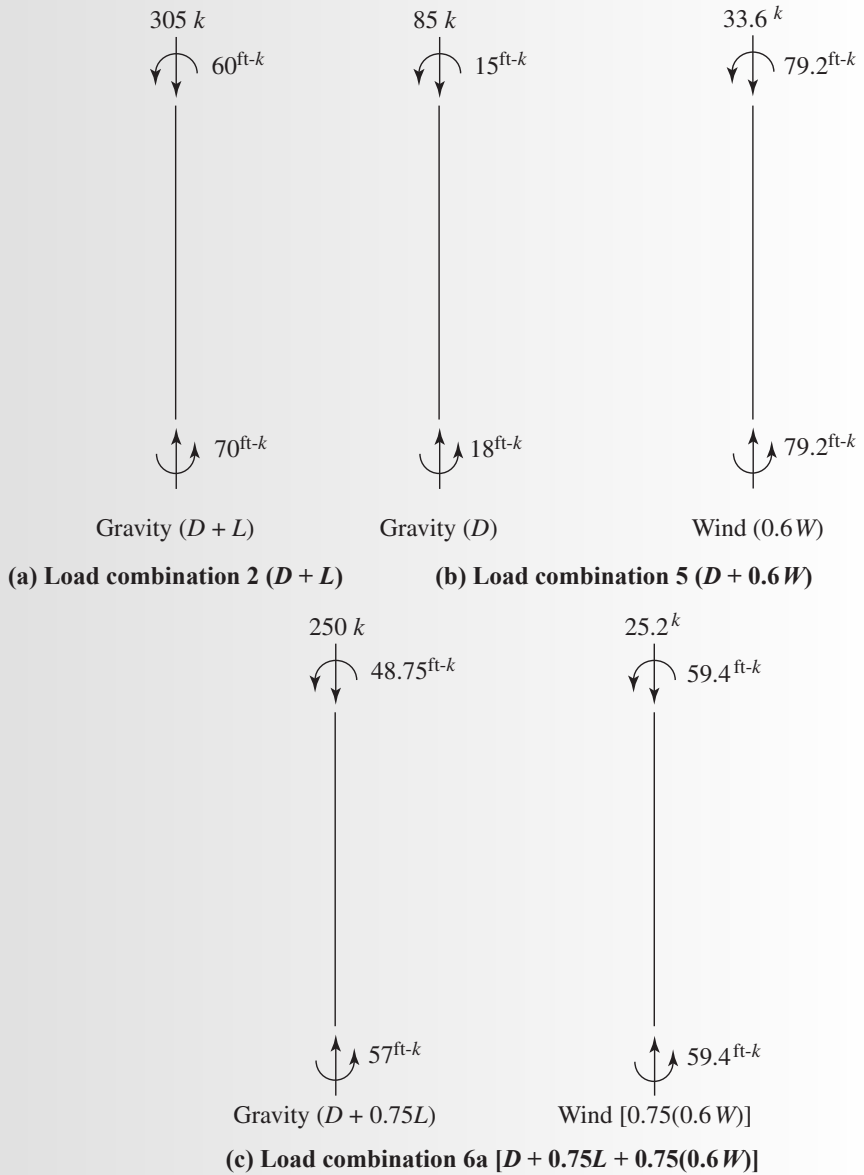 305 k 85 k 33.6 k
60ft-k 15ft-k 79.2ft-k
70ft-k 18ft-k 79.2ft-k
Gravity (D + L) Gravity (D) Wind (0.6W)
(a) Load combination 2 (D + L) (b) Load combination 5 (D + 0.6W)
250 k 25.2k
48.75ft-k 59.4ft-k
57ft-k 59.4ft-k
Gravity (D + 0.75L) Wind [0.75(0.6W)]
(c) Load combination 6a [D + 0.75L + 0.75(0.6W)]